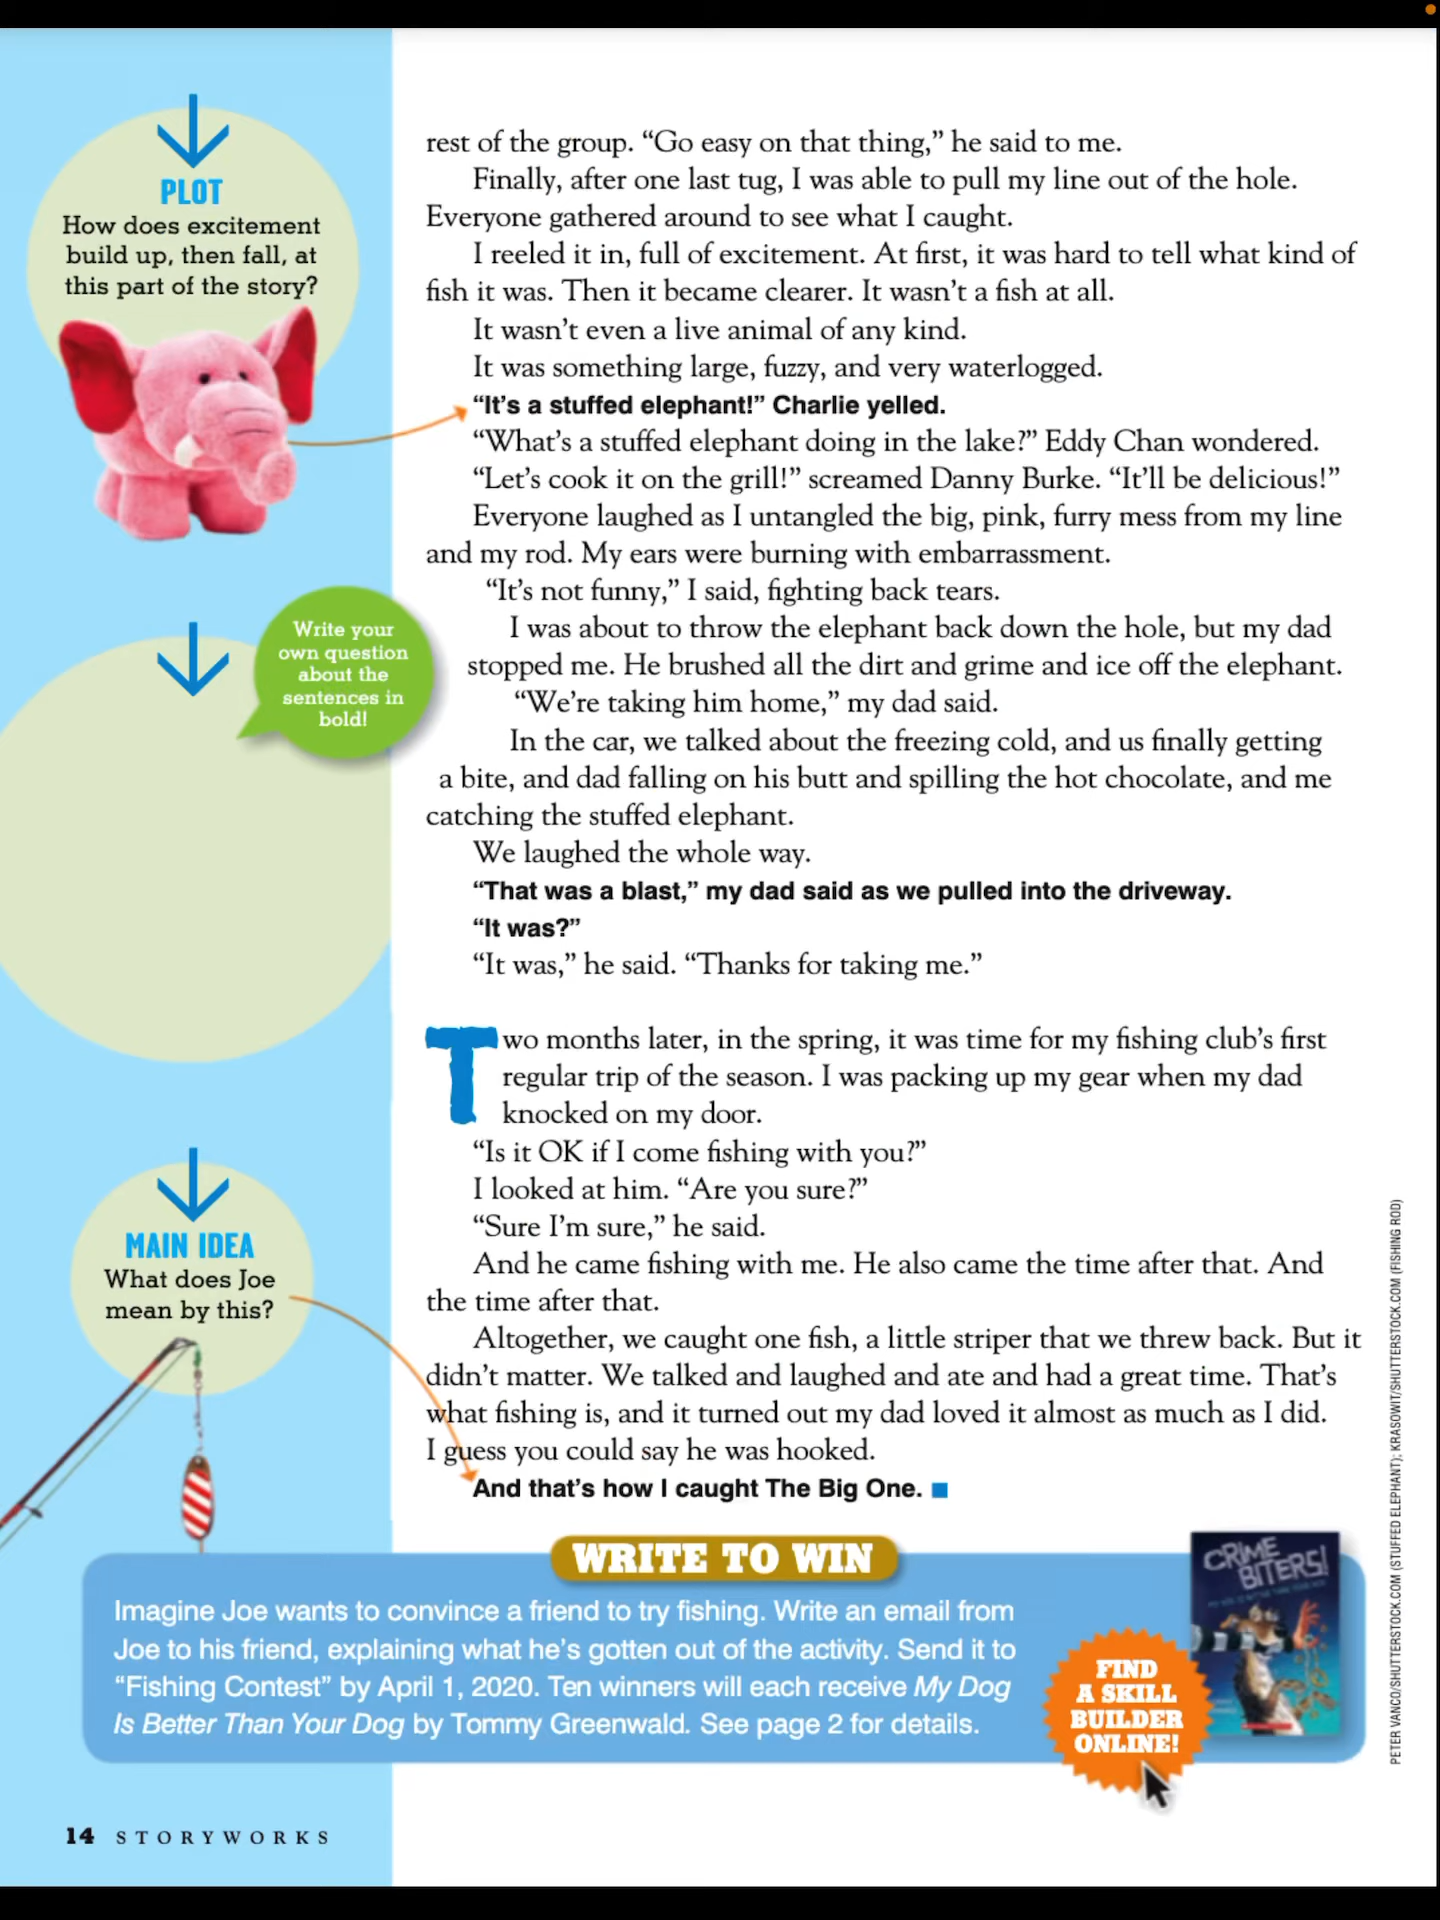 PLOT
How does excitement
build up, then fall, at
this part of the story?
rest of the group. “Go easy on that thing,” he said to me.
Finally, after one last tug, I was able to pull my line out of the hole.
Everyone gathered around to see what I caught.
I reeled it in, full of excitement. At first, it was hard to tell what kind of
fish it was. Then it became clearer. It wasn’t a fish at all.
It wasn’t even a live animal of any kind.
It was something large, fuzzy, and very waterlogged.
“It’s a stuffed elephant!” Charlie yelled.
“What’s a stuffed elephant doing in the lake?” Eddy Chan wondered.
“Let’s cook it on the grill!” screamed Danny Burke. “It’ll be delicious!”
Everyone laughed as I untangled the big, pink, furry mess from my line
and my rod. My ears were burning with embarrassment.
“It’s not funny,” I said, fighting back tears.
I was about to throw the elephant back down the hole, but my dad
stopped me. He brushed all the dirt and grime and ice off the elephant.
“We’re taking him home,” my dad said.
In the car, we talked about the freezing cold, and us finally getting
a bite, and dad falling on his butt and spilling the hot chocolate, and me
catching the stuffed elephant.
We laughed the whole way.
“That was a blast,” my dad said as we pulled into the driveway.
“It was?”
“It was,” he said. “Thanks for taking me.”
Write your
own question
about the
sentences in
bold!
Two months later, in the spring, it was time for my fishing club’s first
regular trip of the season. I was packing up my gear when my dad
knocked on my door.
“Is it OK if I come fishing with you?”
I looked at him. “Are you sure?”
“Sure I’m sure,” he said.
And he came fishing with me. He also came the time after that. And
the time after that.
Altogether, we caught one fish, a little striper that we threw back. But it
didn’t matter. We talked and laughed and ate and had a great time. That’s
what fishing is, and it turned out my dad loved it almost as much as I did.
I guess you could say he was hooked.
And that’s how I caught The Big One.
MAIN IDEA
What does Joe
mean by this?
PETER VANCO/SHUTTERSTOCK.COM (STUFFED ELEPHANT); KRASOWIT/SHUTTERSTOCK.COM (FISHING ROD)
WRITE TO WIN
Imagine Joe wants to convince a friend to try fishing. Write an email from
Joe to his friend, explaining what he’s gotten out of the activity. Send it to
“Fishing Contest” by April 1, 2020. Ten winners will each receive My Dog
Is Better Than Your Dog by Tommy Greenwald. See page 2 for details.
FIND
A SKILL
BUILDER
ONLINE!
CRIME
BITERS!
14 STORYWORKS